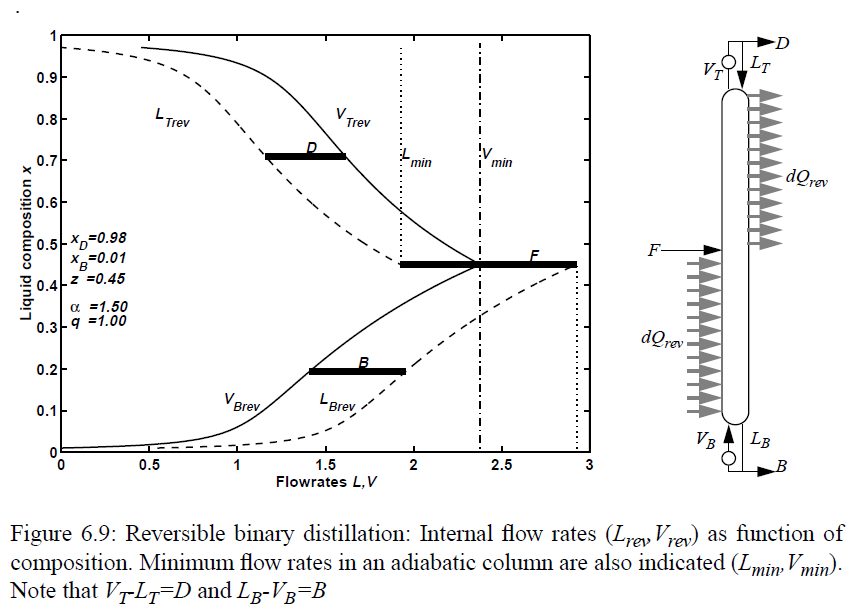 .
1
0.9
0.8
0.7
0.6
0.5
0.4
0.3
0.2
0.1
0
Liquid composition x
L_Trev
V_Trev
D
L_min
V_min
F
x_D=0.98
x_B=0.01
z =0.45
α =1.50
q =1.00
B
V_Brev
L_Brev
0 0.5 1 1.5 2 2.5 3
Flowrates L,V
D
V_T
L_T
dQ_rev
F
dQ_rev
V_B
L_B
B
Figure 6.9: Reversible binary distillation: Internal flow rates (L_rev,V_rev) as function of
composition. Minimum flow rates in an adiabatic column are also indicated (L_min,V_min).
Note that V_T-L_T=D and L_B-V_B=B